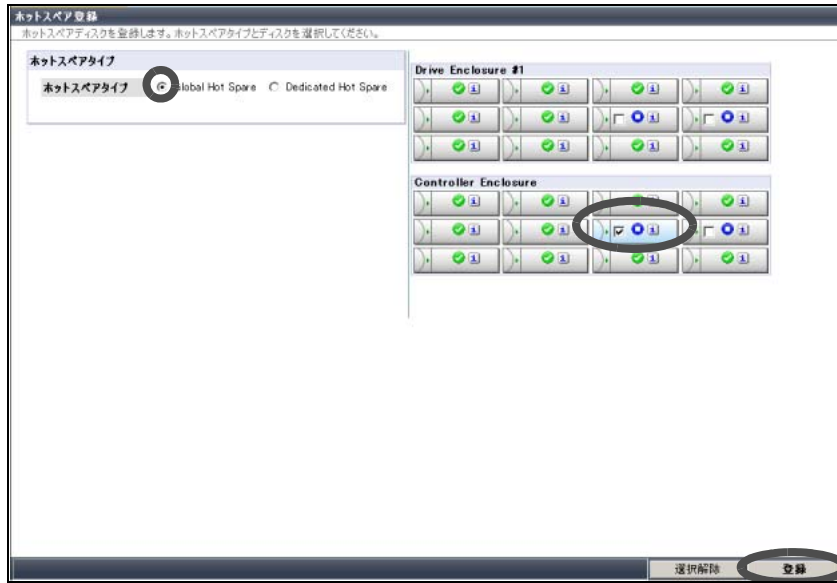 ホットスペア登録
ホットスペアディスクを登録します。ホットスペアタイプとディスクを選択してください。
ホットスペアタイプ
ホットスペアタイプ Global Hot Spare Dedicated Hot Spare
Drive Enclosure #1
Controller Enclosure
選択解除 登録